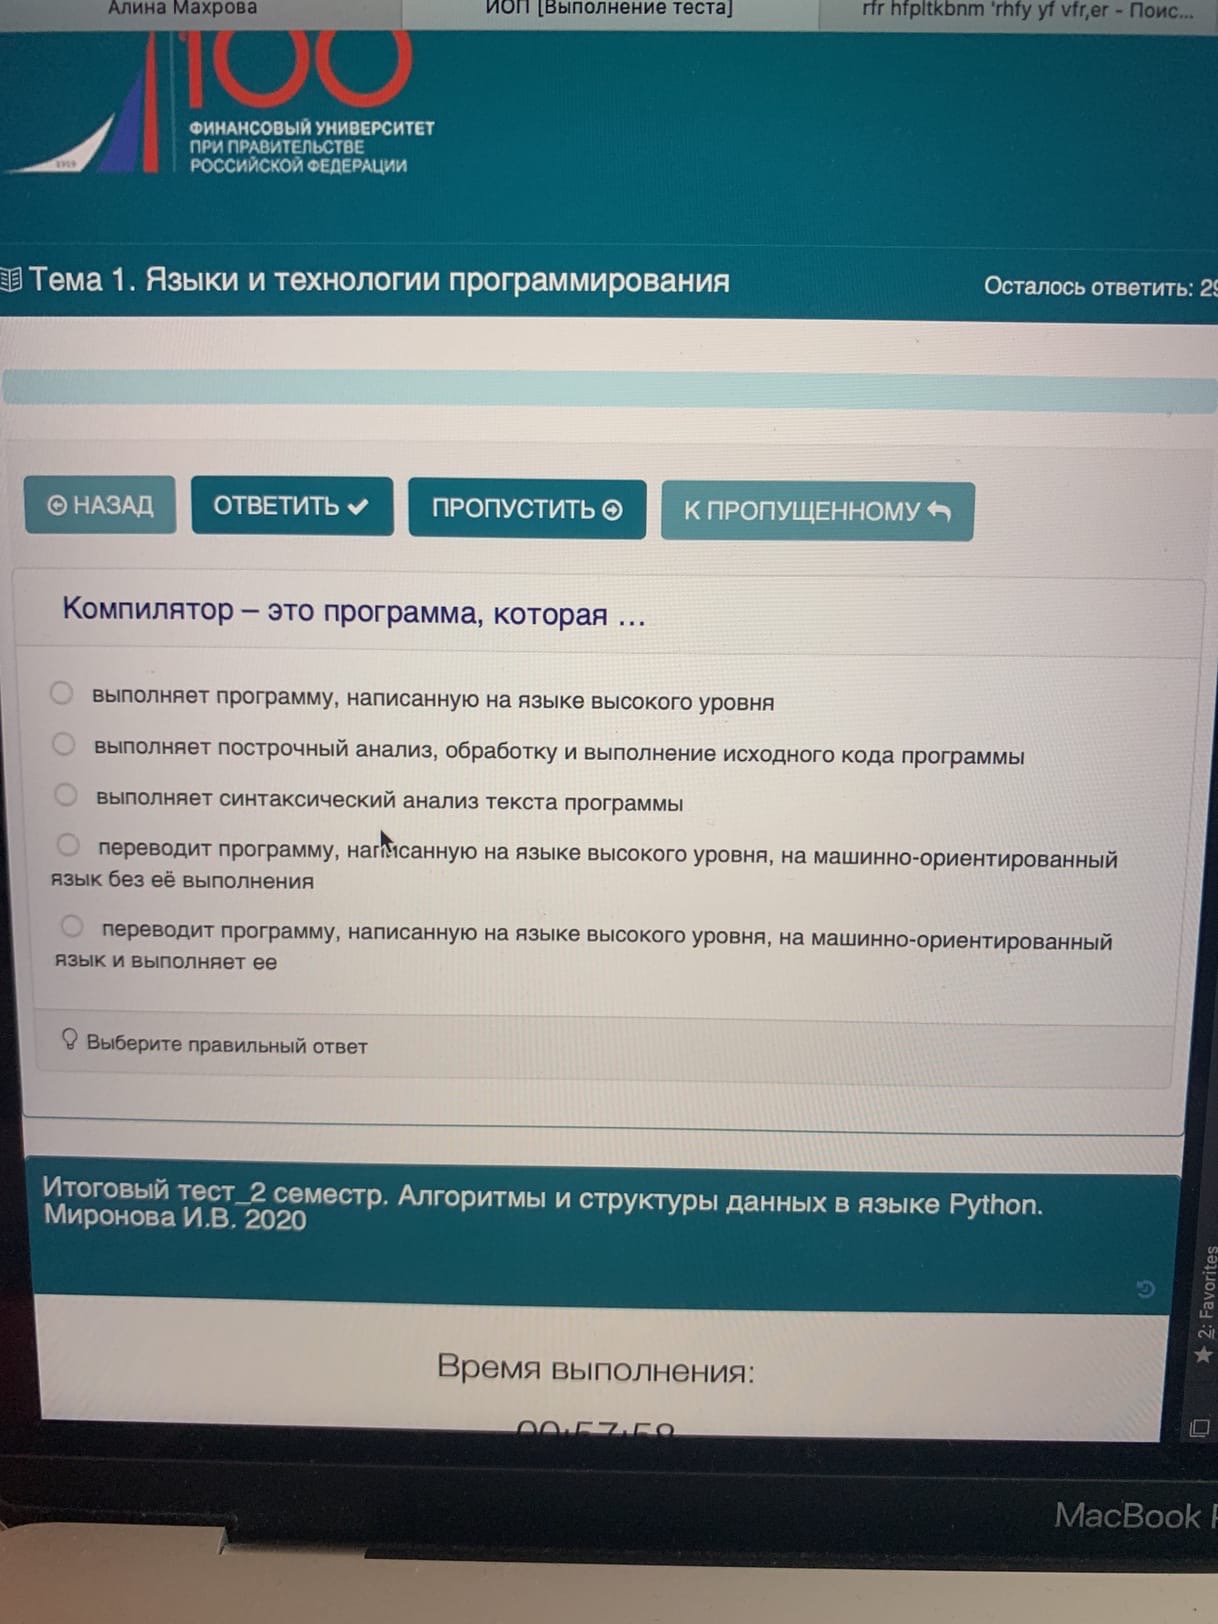 Алина Махрова
ИОП [Выполнение теста]
rfr hfpltkbnm 'rhfy yf vfr,er - Поис...
100
ФИНАНСОВЫЙ УНИВЕРСИТЕТ
ПРИ ПРАВИТЕЛЬСТВЕ
РОССИЙСКОЙ ФЕДЕРАЦИИ
1919
Тема 1. Языки и технологии программирования
Осталось ответить: 29
НАЗАД
ОТВЕТИТЬ
ПРОПУСТИТЬ
К ПРОПУЩЕННОМУ
Компилятор – это программа, которая ...
выполняет программу, написанную на языке высокого уровня
выполняет построчный анализ, обработку и выполнение исходного кода программы
выполняет синтаксический анализ текста программы
переводит программу, написанную на языке высокого уровня, на машинно-ориентированный
язык без её выполнения
переводит программу, написанную на языке высокого уровня, на машинно-ориентированный
язык и выполняет ее
Выберите правильный ответ
Итоговый тест_2 семестр. Алгоритмы и структуры данных в языке Python.
Миронова И.В. 2020
2: Favorites
Время выполнения:
00:57:58
MacBook